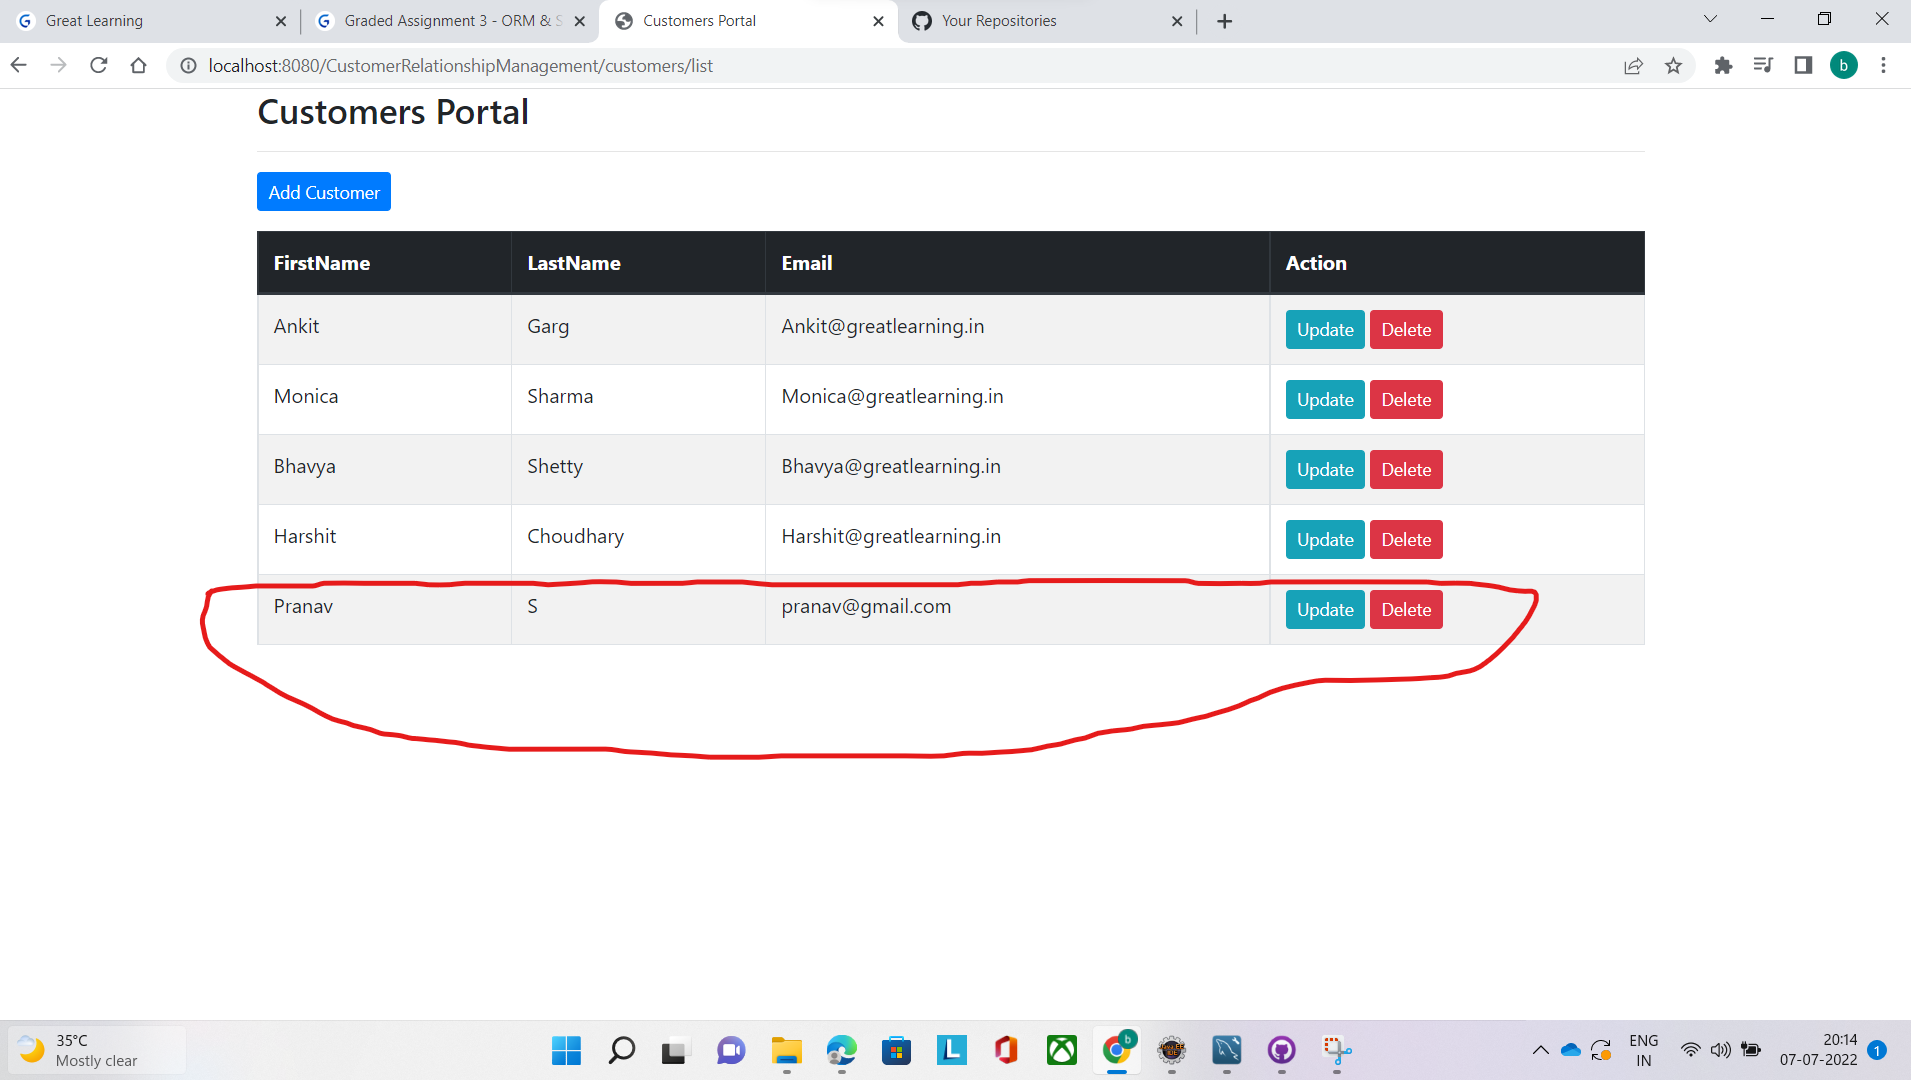 Great Learning
Graded Assignment 3 - ORM & S
Customers Portal
Your Repositories
localhost:8080/CustomerRelationshipManagement/customers/list
b
Customers Portal
Add Customer
FirstName LastName Email Action
Ankit Garg Ankit@greatlearning.in Update Delete
Monica Sharma Monica@greatlearning.in Update Delete
Bhavya Shetty Bhavya@greatlearning.in Update Delete
Harshit Choudhary Harshit@greatlearning.in Update Delete
Pranav S pranav@gmail.com Update Delete
35°C
Mostly clear
L
b
ENG
IN
20:14
07-07-2022
1